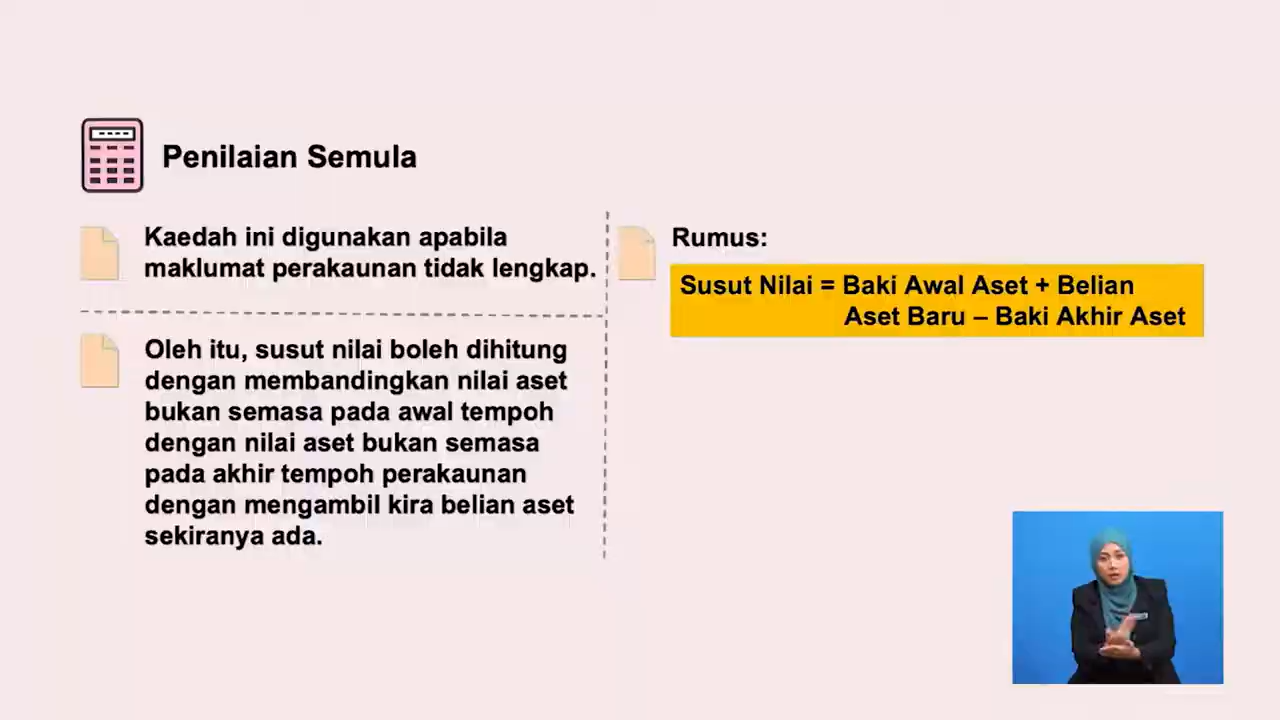 Penilaian Semula
Kaedah ini digunakan apabila
maklumat perakaunan tidak lengkap.
Oleh itu, susut nilai boleh dihitung
dengan membandingkan nilai aset
bukan semasa pada awal tempoh
dengan nilai aset bukan semasa
pada akhir tempoh perakaunan
dengan mengambil kira belian aset
sekiranya ada.
Rumus:
Susut Nilai = Baki Awal Aset + Belian
Aset Baru – Baki Akhir Aset